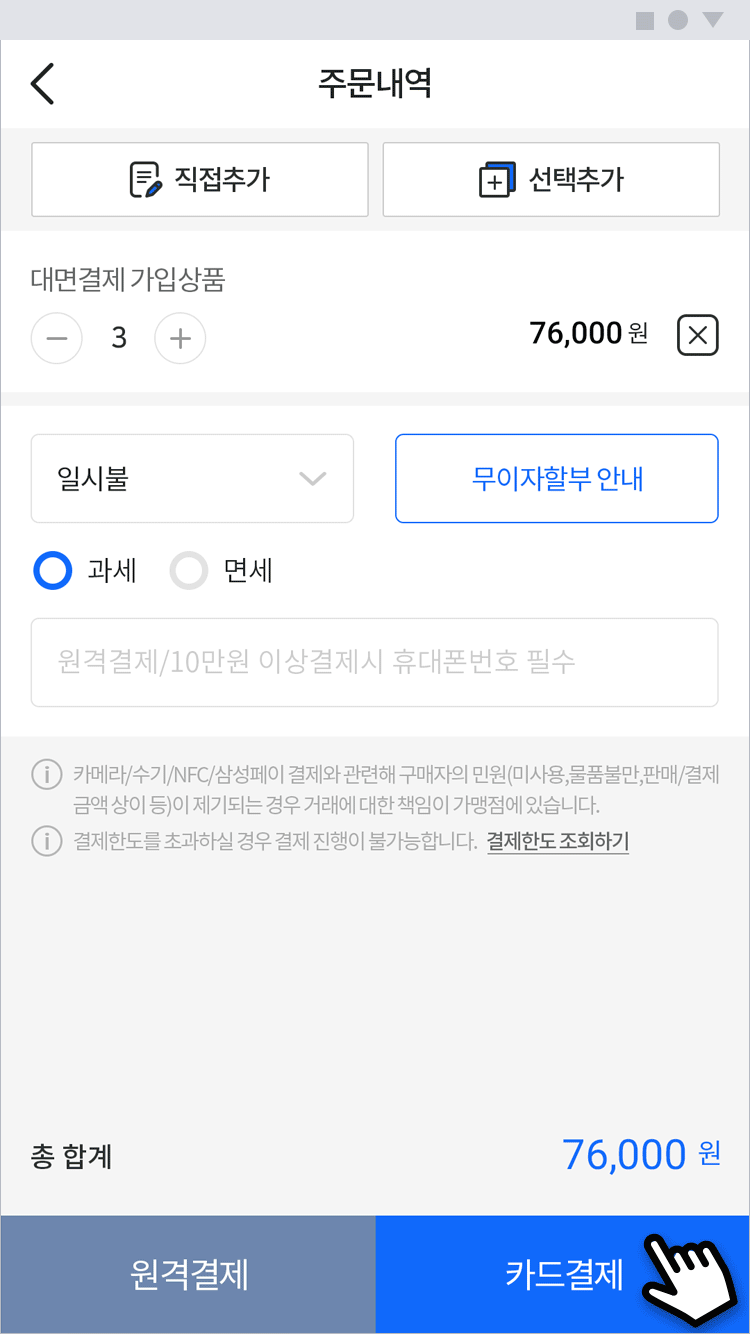 주문내역
직접추가
선택추가
대면결제 가입상품
3
76,000 원
일시불
무이자할부 안내
과세
면세
원격결제/10만원 이상결제시 휴대폰번호 필수
카메라/수기/NFC/삼성페이 결제와 관련해 구매자의 민원(미사용,물품불만,판매/결제
금액 상이 등)이 제기되는 경우 거래에 대한 책임이 가맹점에 있습니다.
결제한도를 초과하실 경우 결제 진행이 불가능합니다. 결제한도 조회하기
총 합계
76,000 원
원격결제
카드결제